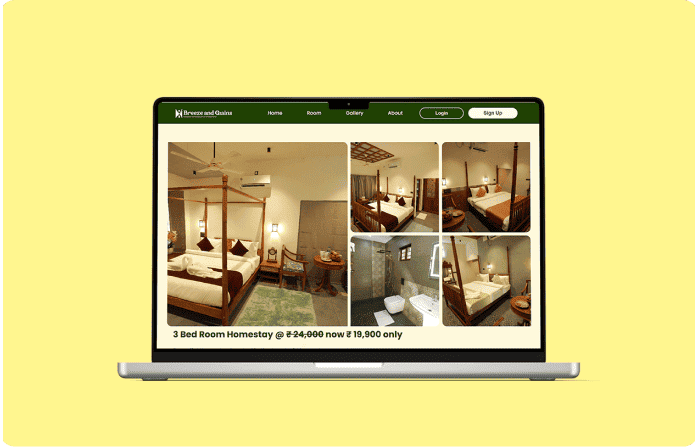 Breeze and Grains
Home Room Gallery About Login Sign Up
3 Bed Room Homestay @ ₹ 24,000 now ₹ 19,900 only